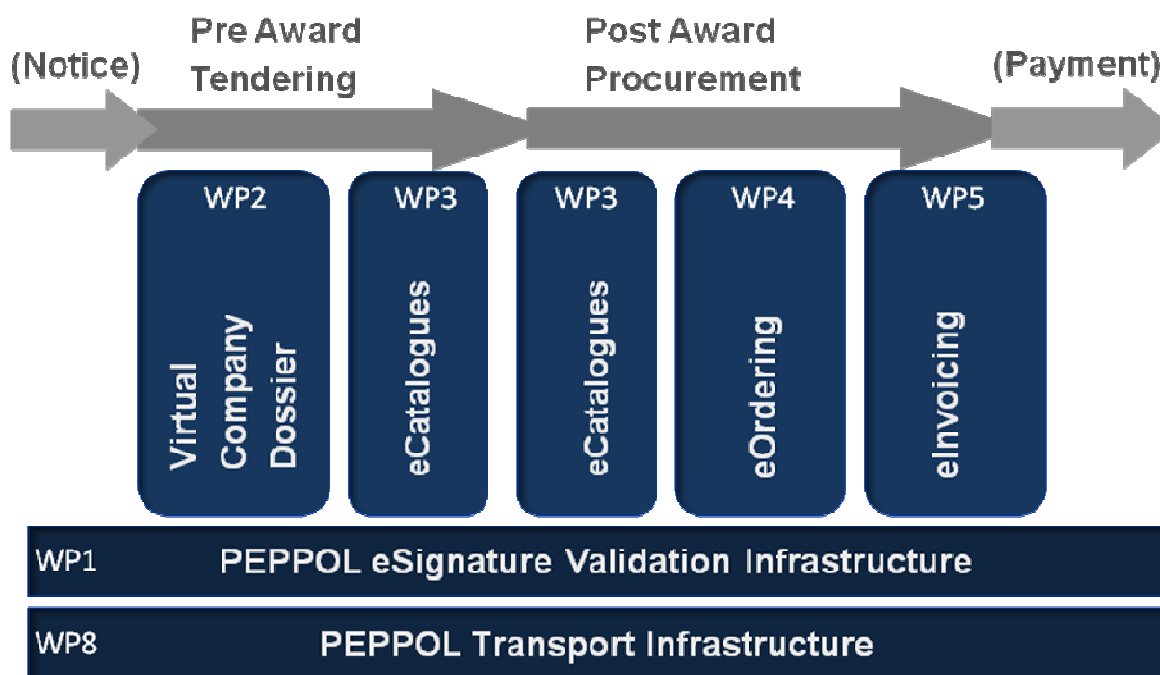 (Notice)
Pre Award
Tendering
Post Award
Procurement
(Payment)
WP2
Virtual
Company
Dossier
WP3
eCatalogues
WP3
eCatalogues
WP4
eOrdering
WP5
eInvoicing
WP1 PEPPOL eSignature Validation Infrastructure
WP8 PEPPOL Transport Infrastructure